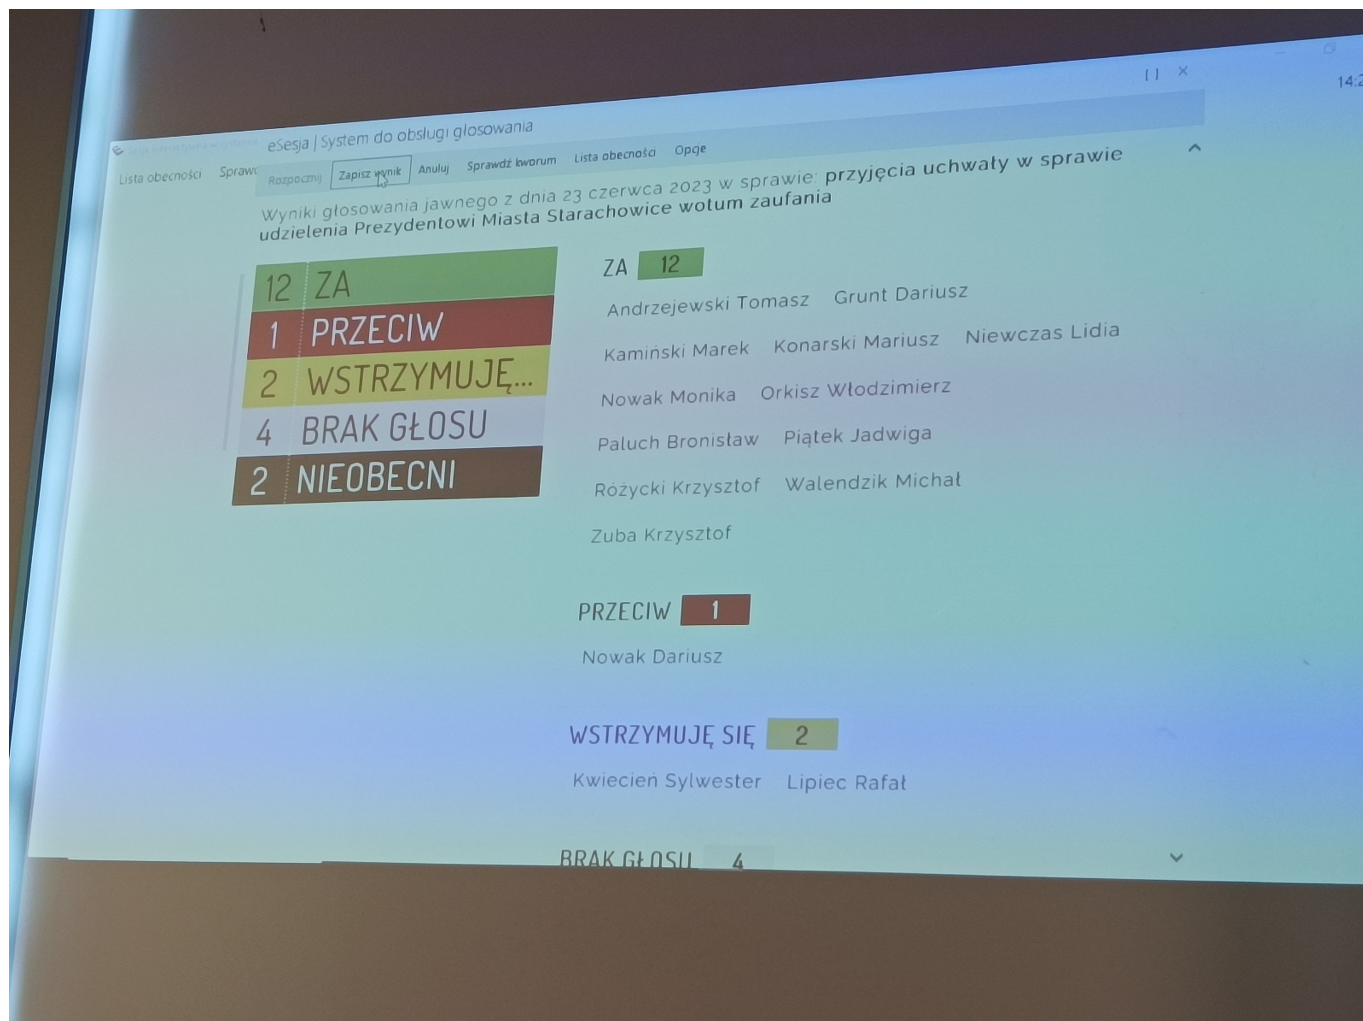 14:2
eSesja | System do obsługi głosowania
Lista obecności
Rozpocznij Zapisz wynik Anuluj Sprawdź kworum Lista obecności Opcje
Wyniki głosowania jawnego z dnia 23 czerwca 2023 w sprawie: przyjęcia uchwały w sprawie
udzielenia Prezydentowi Miasta Starachowice wotum zaufania
12 ZA
1 PRZECIW
2 WSTRZYMUJĘ...
4 BRAK GŁOSU
2 NIEOBECNI
ZA 12
Andrzejewski Tomasz Grunt Dariusz
Kamiński Marek Konarski Mariusz Niewczas Lidia
Nowak Monika Orkisz Włodzimierz
Paluch Bronisław Piątek Jadwiga
Różycki Krzysztof Walendzik Michał
Zuba Krzysztof
PRZECIW 1
Nowak Dariusz
WSTRZYMUJĘ SIĘ 2
Kwiecień Sylwester Lipiec Rafał
BRAK GŁOSU 4